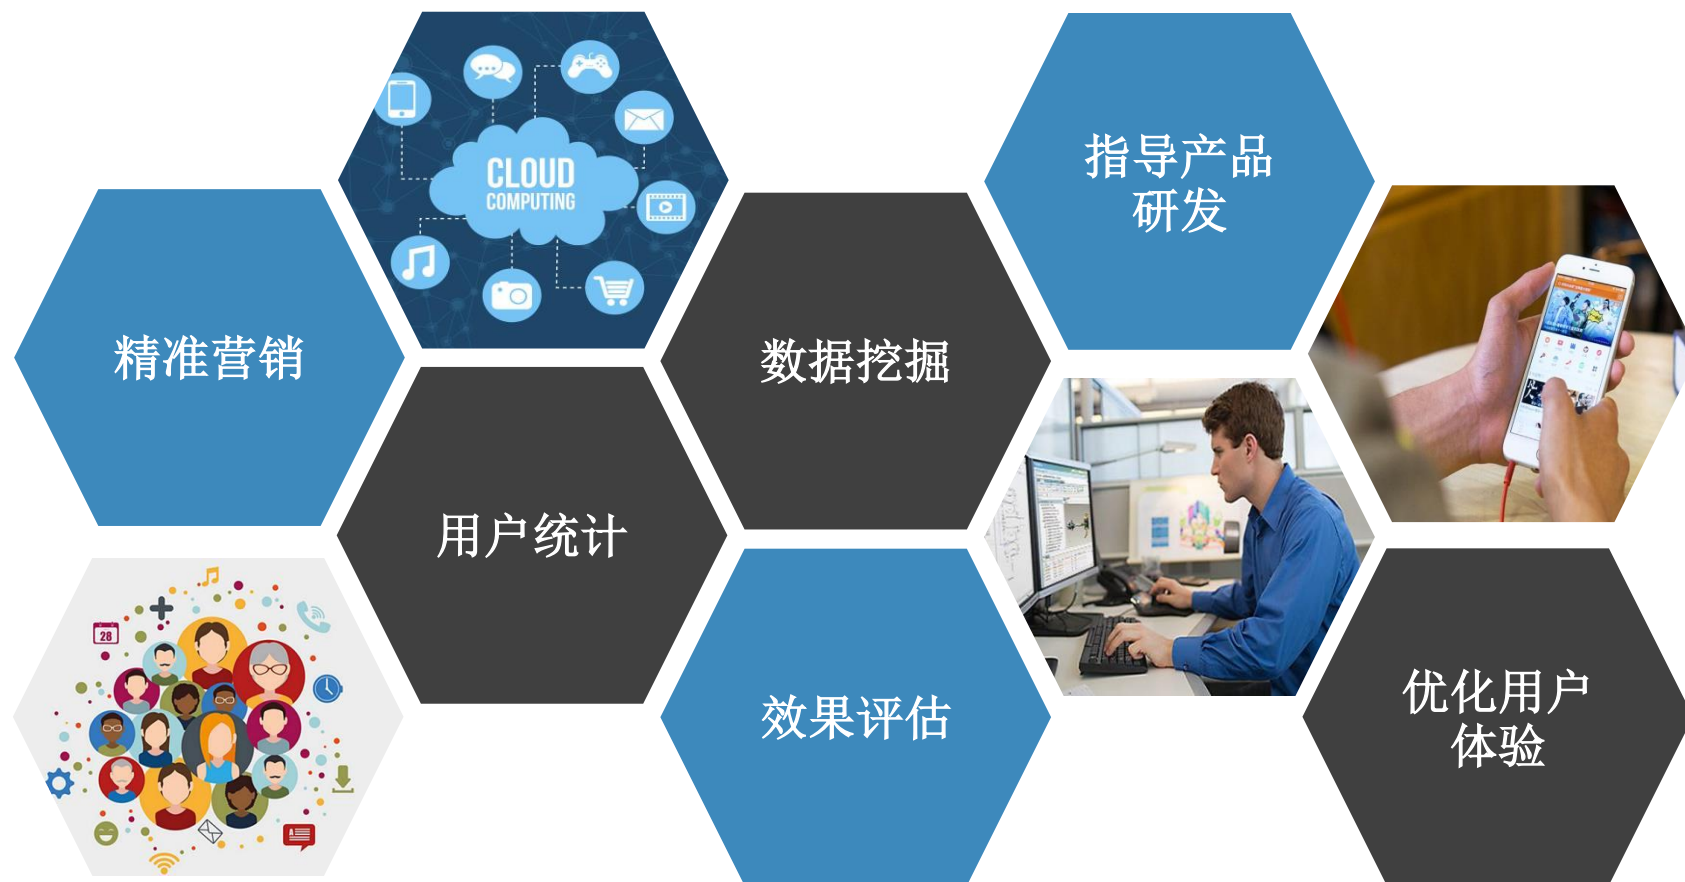 CLOUD
COMPUTING
指导产品
研发
精准营销
数据挖掘
用户统计
28
效果评估
优化用户
体验